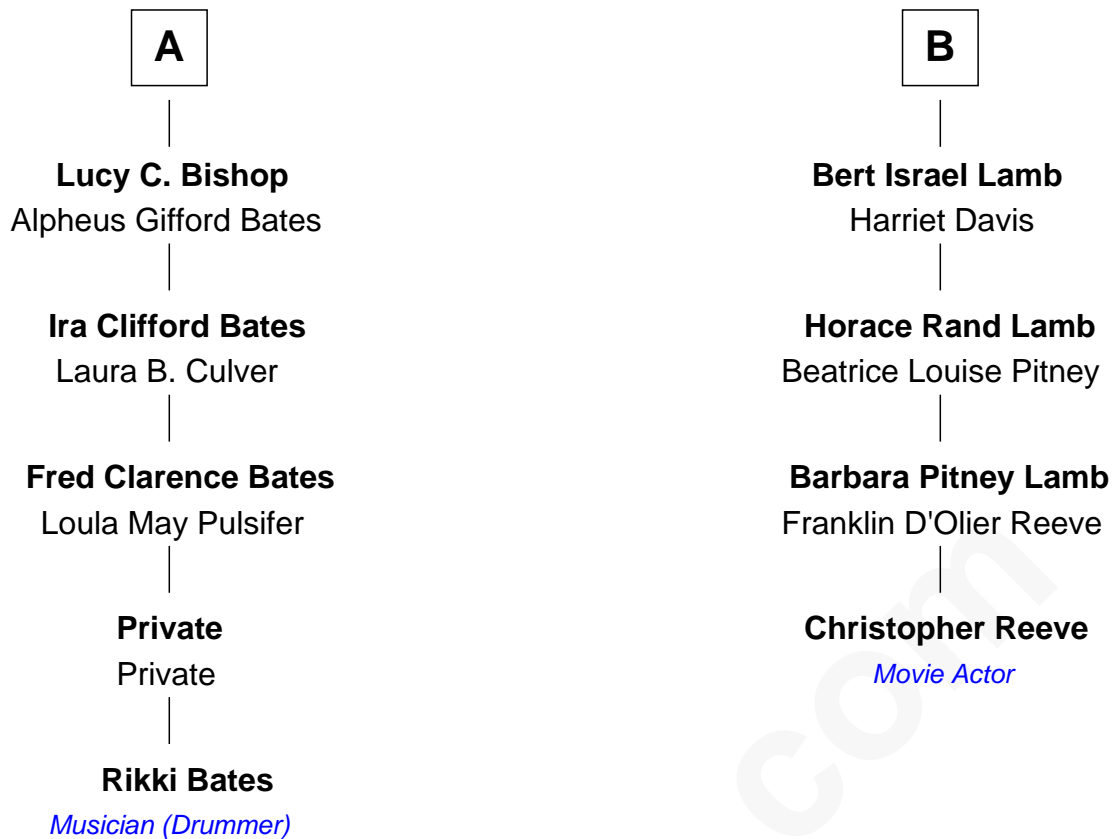 A
Lucy C. Bishop
Alpheus Gifford Bates
Ira Clifford Bates
Laura B. Culver
Fred Clarence Bates
Loula May Pulsifer
Private
Private
Rikki Bates
Musician (Drummer)
B
Bert Israel Lamb
Harriet Davis
Horace Rand Lamb
Beatrice Louise Pitney
Barbara Pitney Lamb
Franklin D'Olier Reeve
Christopher Reeve
Movie Actor
com